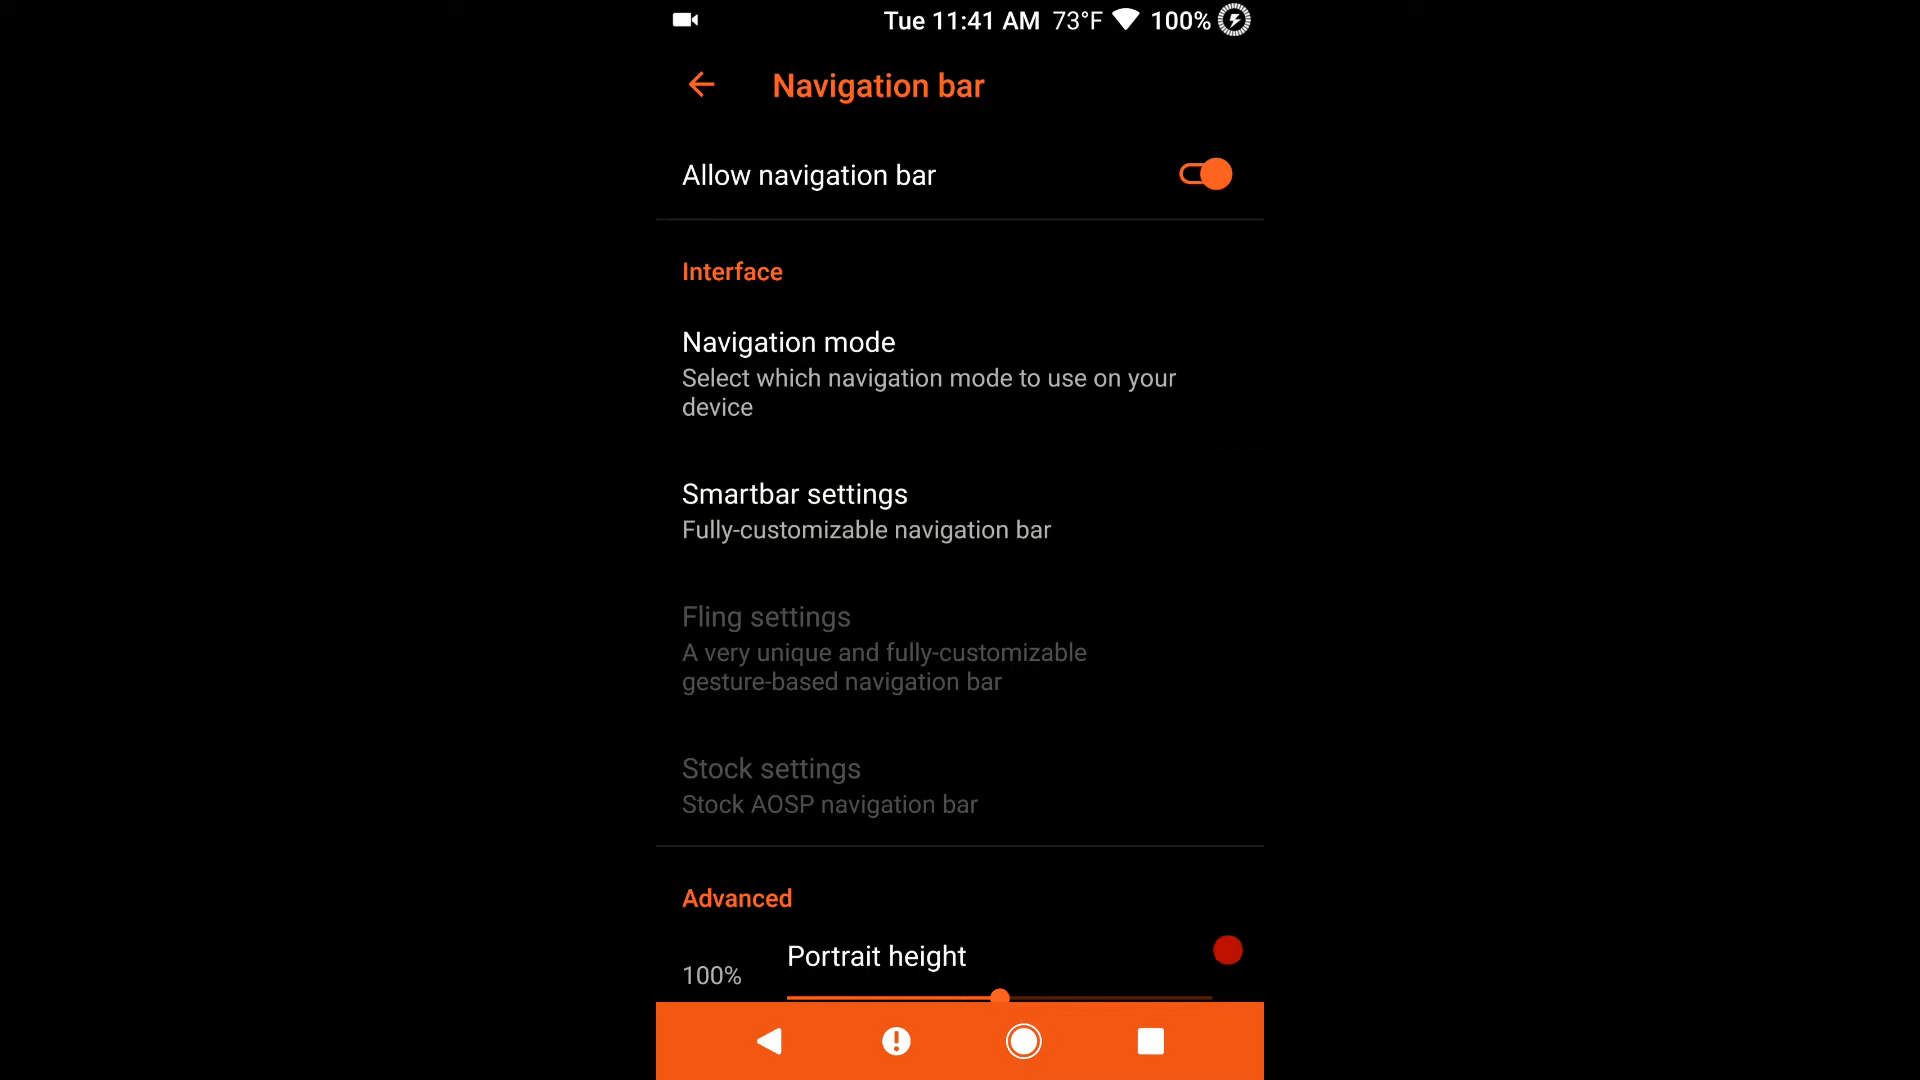 Tue 11:41 AM 73°F 100%
Navigation bar
Allow navigation bar
Interface
Navigation mode
Select which navigation mode to use on your
device
Smartbar settings
Fully-customizable navigation bar
Fling settings
A very unique and fully-customizable
gesture-based navigation bar
Stock settings
Stock AOSP navigation bar
Advanced
Portrait height
100%